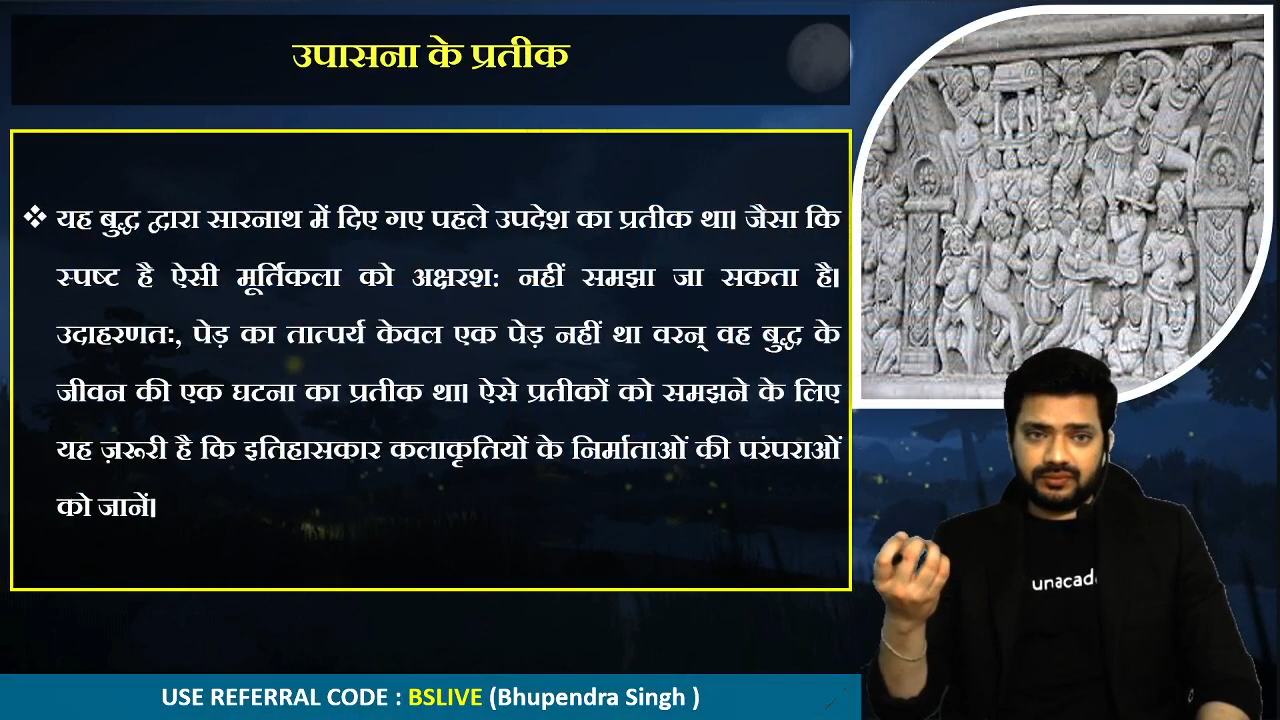 उपासना के प्रतीक
❖ यह बुद्ध द्वारा सारनाथ में दिए गए पहले उपदेश का प्रतीक था। जैसा कि
स्पष्ट है ऐसी मूर्तिकला को अक्षरश: नहीं समझा जा सकता है।
उदाहरणत:, पेड़ का तात्पर्य केवल एक पेड़ नहीं था वरन् वह बुद्ध के
जीवन की एक घटना का प्रतीक था। ऐसे प्रतीकों को समझने के लिए
यह ज़रूरी है कि इतिहासकार कलाकृतियों के निर्माताओं की परंपराओं
को जानें।
unacad
USE REFERRAL CODE : BSLIVE (Bhupendra Singh )